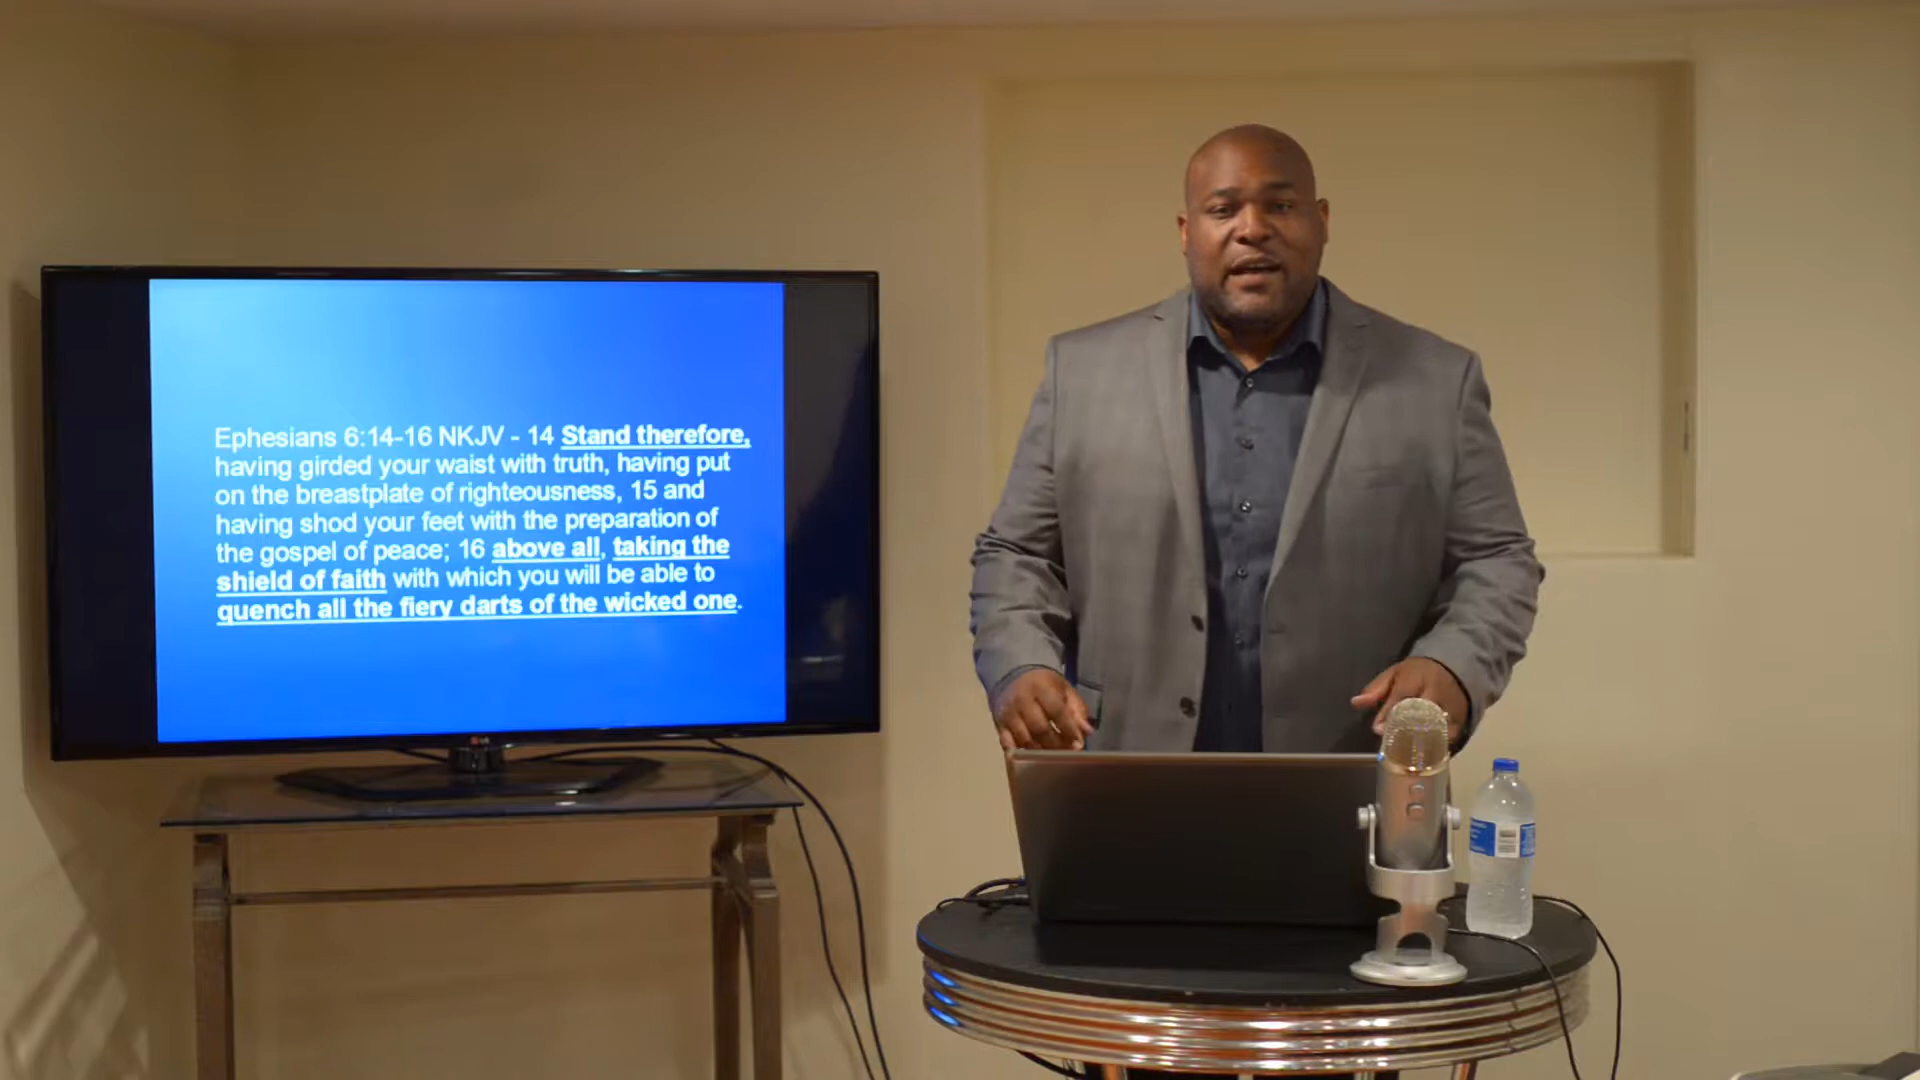 Ephesians 6:14-16 NKJV - 14 Stand therefore,
having girded your waist with truth, having put
on the breastplate of righteousness, 15 and
having shod your feet with the preparation of
the gospel of peace; 16 above all, taking the
shield of faith with which you will be able to
quench all the fiery darts of the wicked one.